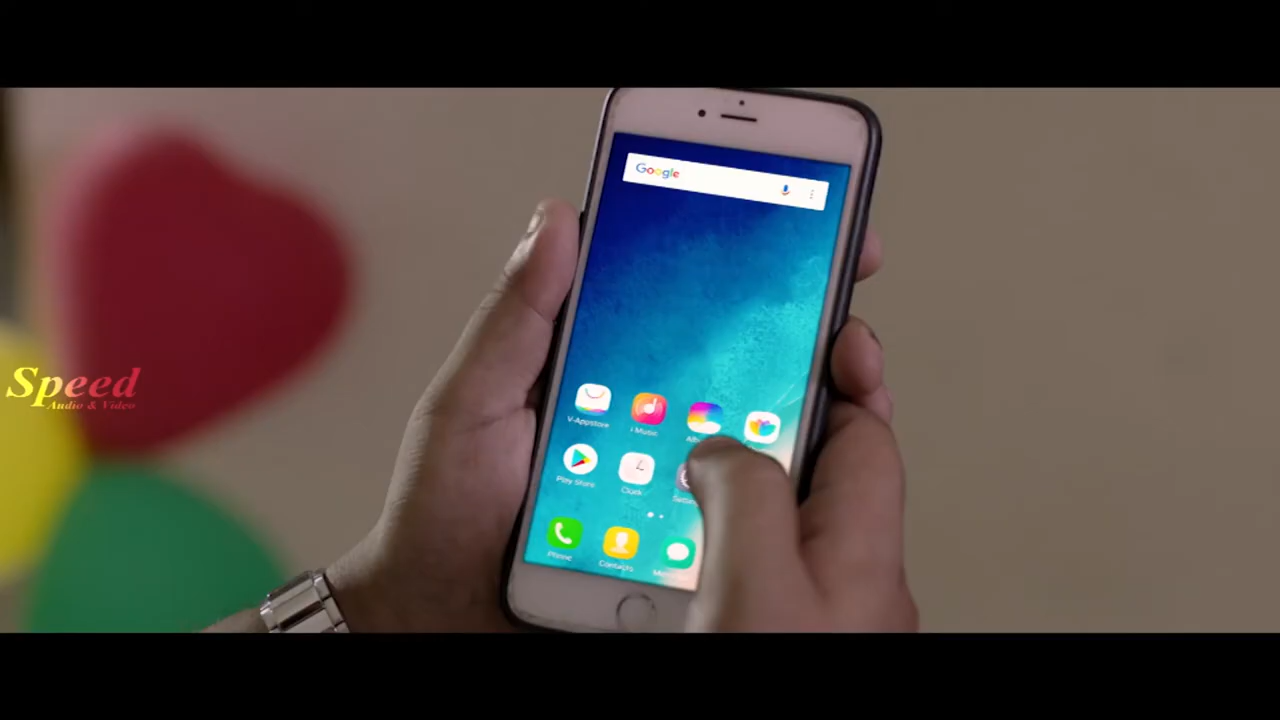 Google
V-Appstore
i Music
Play Store
Clock
Phone
Contacts
Speed
Audio & Video